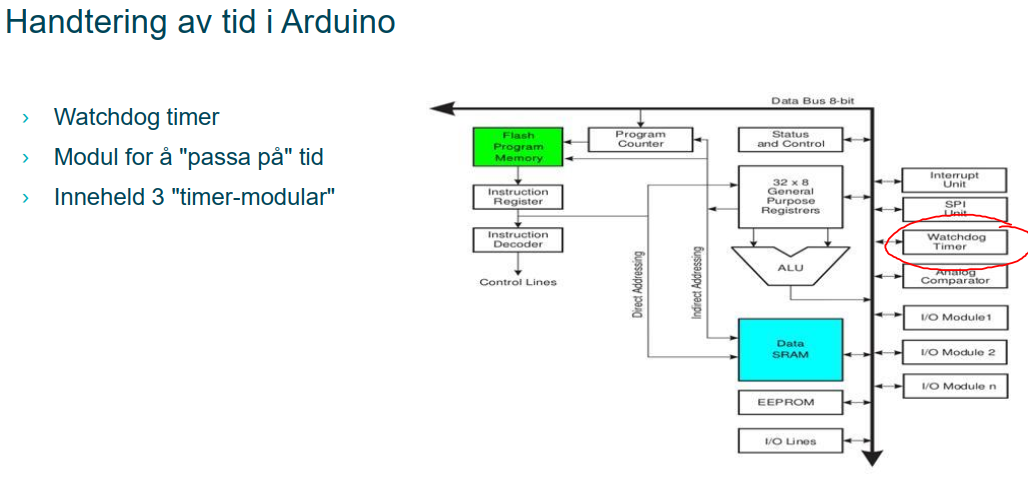 Handtering av tid i Arduino
Watchdog timer
Modul for å "passa på" tid
Inneheld 3 "timer-modular"
Data Bus 8-bit
Flash
Program
Memory
Program
Counter
Status
and Control
Instruction
Register
32 x 8
General
Purpose
Registrers
Interrupt
Unit
SPI
Unit
Watchdog
Timer
Instruction
Decoder
ALU
Analog
Comparator
Control Lines
Direct Addressing
Indirect Addressing
I/O Module1
Data
SRAM
I/O Module 2
I/O Module n
EEPROM
I/O Lines